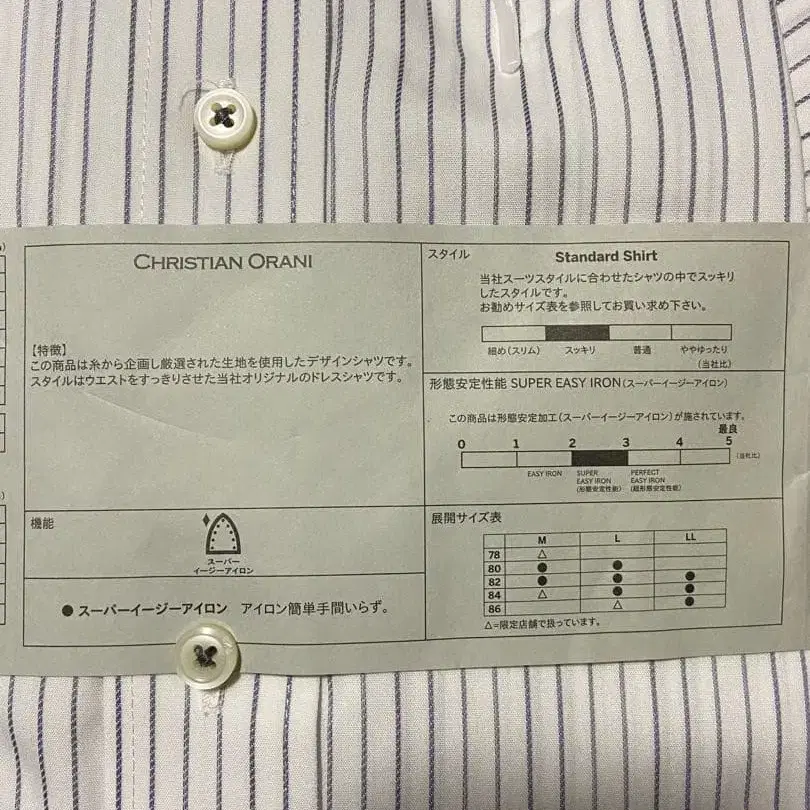 CHRISTIAN ORANI
【特徴】
この商品は糸から企画し厳選された生地を使用したデザインシャツです。
スタイルはウエストをすっきりさせた当社オリジナルのドレスシャツです。
機能
スーパー
イージーアイロン
● スーパーイージーアイロン アイロン簡単手間いらず。
スタイル Standard Shirt
当社スーツスタイルに合わせたシャツの中でスッキリ
したスタイルです。
お勧めサイズ表を参照してお買い求め下さい。
細め(スリム) スッキリ 普通 ややゆったり
(当社比)
形態安定性能 SUPER EASY IRON(スーパーイージーアイロン)
この商品は形態安定加工(スーパーイージーアイロン)が施されています。
最良
0 1 2 3 4 5
(当社比)
EASY IRON SUPER PERFECT
EASY IRON EASY IRON
(形態安定性能) (超形態安定性能)
展開サイズ表
M L LL
78 △
80 ● ●
82 ● ● ●
84 △ ● ●
86 △ ●
△=限定店舗で扱っています。